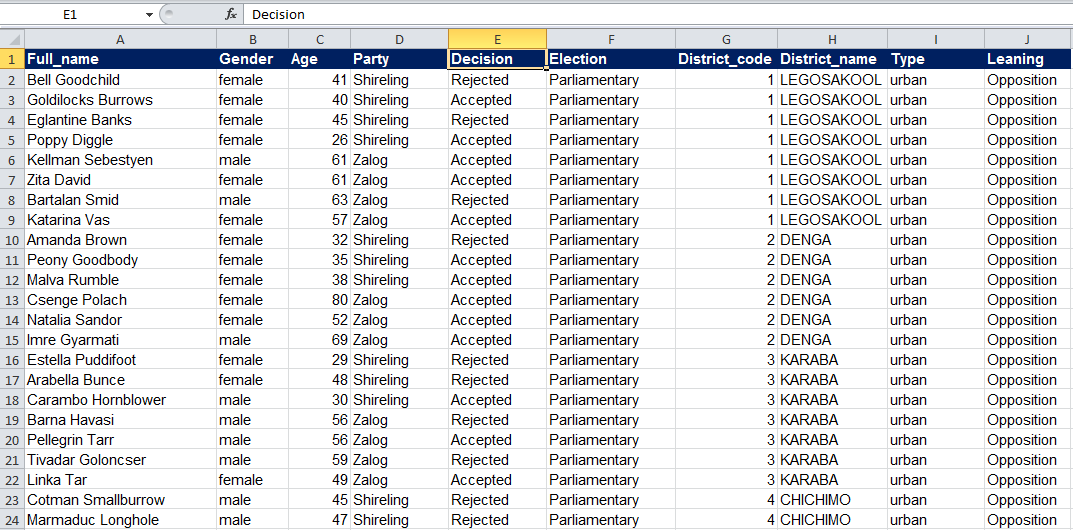 E1 fx Decision
A B C D E F G H I J
1 Full_name Gender Age Party Decision Election District_code District_name Type Leaning
2 Bell Goodchild female 41 Shireling Rejected Parliamentary 1 LEGOSAKOOL urban Opposition
3 Goldilocks Burrows female 40 Shireling Accepted Parliamentary 1 LEGOSAKOOL urban Opposition
4 Eglantine Banks female 45 Shireling Rejected Parliamentary 1 LEGOSAKOOL urban Opposition
5 Poppy Diggle female 26 Shireling Accepted Parliamentary 1 LEGOSAKOOL urban Opposition
6 Kellman Sebestyen male 61 Zalog Accepted Parliamentary 1 LEGOSAKOOL urban Opposition
7 Zita David female 61 Zalog Accepted Parliamentary 1 LEGOSAKOOL urban Opposition
8 Bartalan Smid male 63 Zalog Rejected Parliamentary 1 LEGOSAKOOL urban Opposition
9 Katarina Vas female 57 Zalog Accepted Parliamentary 1 LEGOSAKOOL urban Opposition
10 Amanda Brown female 32 Shireling Rejected Parliamentary 2 DENGA urban Opposition
11 Peony Goodbody female 35 Shireling Accepted Parliamentary 2 DENGA urban Opposition
12 Malva Rumble female 38 Shireling Accepted Parliamentary 2 DENGA urban Opposition
13 Csenge Polach female 80 Zalog Accepted Parliamentary 2 DENGA urban Opposition
14 Natalia Sandor female 52 Zalog Accepted Parliamentary 2 DENGA urban Opposition
15 Imre Gyarmati male 69 Zalog Accepted Parliamentary 2 DENGA urban Opposition
16 Estella Puddifoot female 29 Shireling Rejected Parliamentary 3 KARABA urban Opposition
17 Arabella Bunce female 48 Shireling Rejected Parliamentary 3 KARABA urban Opposition
18 Carambo Hornblower male 30 Shireling Accepted Parliamentary 3 KARABA urban Opposition
19 Barna Havasi male 56 Zalog Rejected Parliamentary 3 KARABA urban Opposition
20 Pellegrin Tarr male 56 Zalog Accepted Parliamentary 3 KARABA urban Opposition
21 Tivadar Goloncser male 59 Zalog Rejected Parliamentary 3 KARABA urban Opposition
22 Linka Tar female 49 Zalog Accepted Parliamentary 3 KARABA urban Opposition
23 Cotman Smallburrow male 45 Shireling Rejected Parliamentary 4 CHICHIMO urban Opposition
24 Marmaduc Longhole male 47 Shireling Rejected Parliamentary 4 CHICHIMO urban Opposition